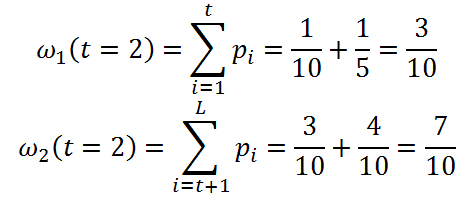 ω₁(t = 2) = ∑_{i=1}^{t} pᵢ = 1/10 + 1/5 = 3/10
ω₂(t = 2) = ∑_{i=t+1}^{L} pᵢ = 3/10 + 4/10 = 7/10